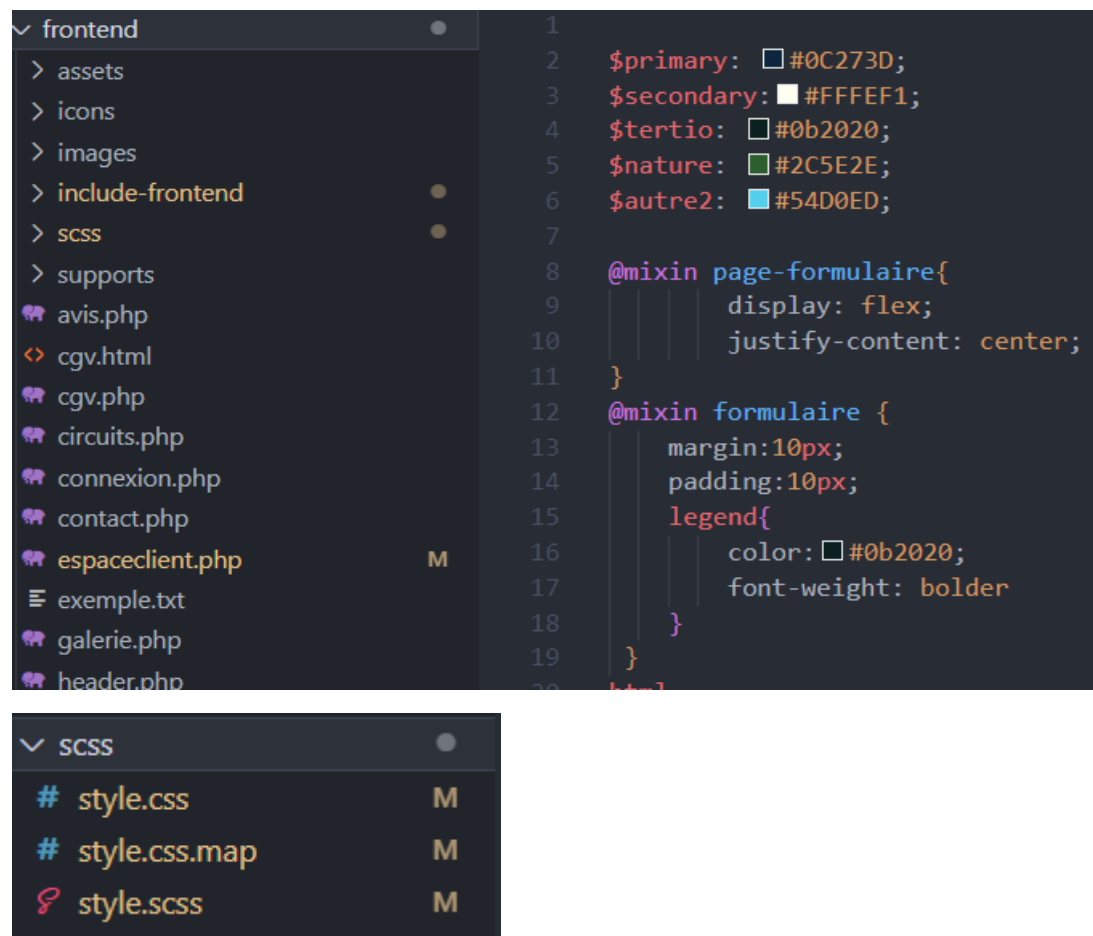 frontend
assets
icons
images
include-frontend
scss
supports
avis.php
cgv.html
cgv.php
circuits.php
connexion.php
contact.php
espaceclient.php M
exemple.txt
galerie.php
header.php
1
2 $primary: #0C273D;
3 $secondary: #FFFEF1;
4 $tertio: #0b2020;
5 $nature: #2C5E2E;
6 $autre2: #54D0ED;
7
8 @mixin page-formulaire{
9 display: flex;
10 justify-content: center;
11 }
12 @mixin formulaire {
13 margin:10px;
14 padding:10px;
15 legend{
16 color: #0b2020;
17 font-weight: bolder
18 }
19 }
20 html
scss
style.css M
style.css.map M
style.scss M